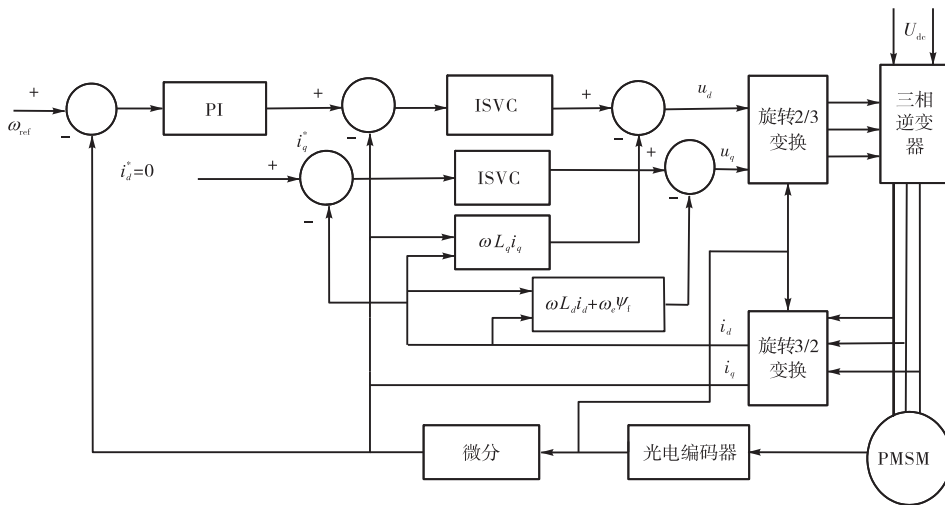 U_dc
+
ω_ref
-
PI
+
-
i_q^*
ISVC
+
-
u_d
旋转2/3
变换
三相
逆变
器
i_d^*=0
+
-
ISVC
+
-
u_q
ωL_q i_q
ωL_d i_d+ω_e ψ_f
i_d
i_q
旋转3/2
变换
微分
光电编码器
PMSM